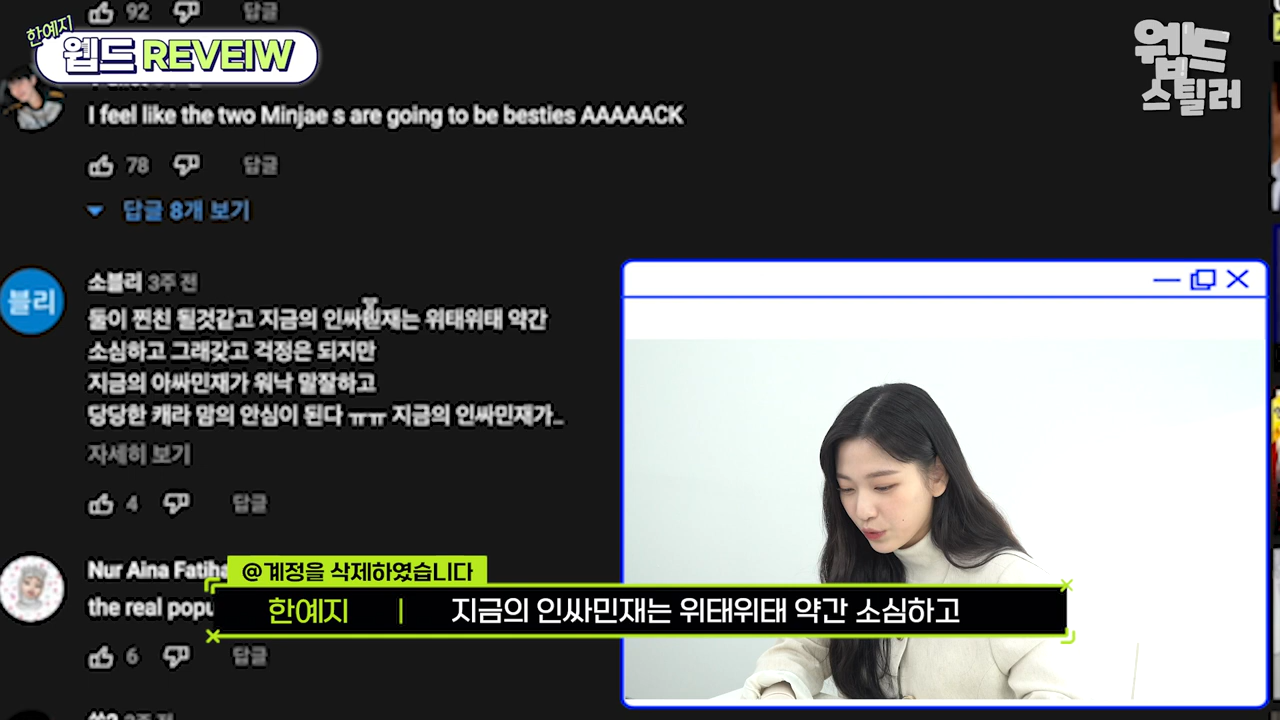 92 답글
한예지
웹드 REVEIW
웹드
스틸러
I feel like the two Minjae s are going to be besties AAAAACK
78 답글
답글 8개 보기
블리
소블리 3주 전
둘이 찐친 될것같고 지금의 인싸민재는 위태위태 약간
소심하고 그래갖고 걱정은 되지만
지금의 아싸민재가 워낙 말잘하고
당당한 캐라 맘의 안심이 된다 ㅠㅠ 지금의 인싸민재가...
자세히 보기
4 답글
Nur Aina Fatiha
the real popu
@계정을 삭제하였습니다
한예지 | 지금의 인싸민재는 위태위태 약간 소심하고
6 답글